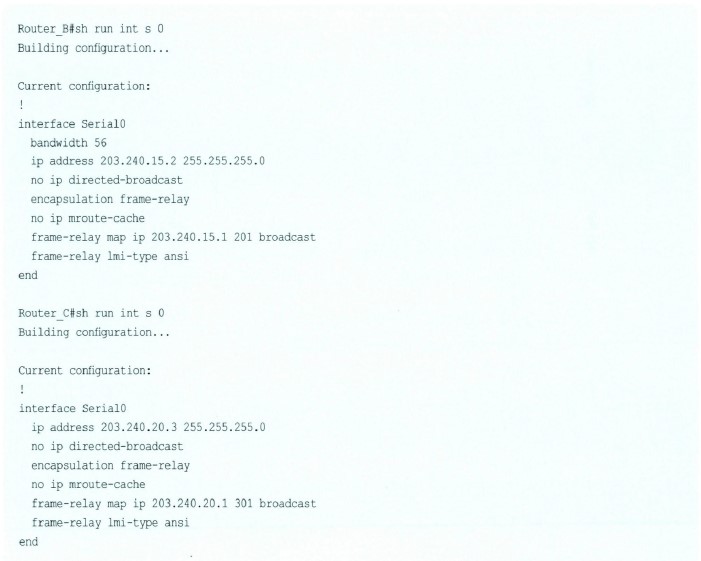 Router_B#sh run int s 0
Building configuration...
Current configuration:
!
interface Serial0
bandwidth 56
ip address 203.240.15.2 255.255.255.0
no ip directed-broadcast
encapsulation frame-relay
no ip mroute-cache
frame-relay map ip 203.240.15.1 201 broadcast
frame-relay lmi-type ansi
end
Router_C#sh run int s 0
Building configuration...
Current configuration:
!
interface Serial0
ip address 203.240.20.3 255.255.255.0
no ip directed-broadcast
encapsulation frame-relay
no ip mroute-cache
frame-relay map ip 203.240.20.1 301 broadcast
frame-relay lmi-type ansi
end